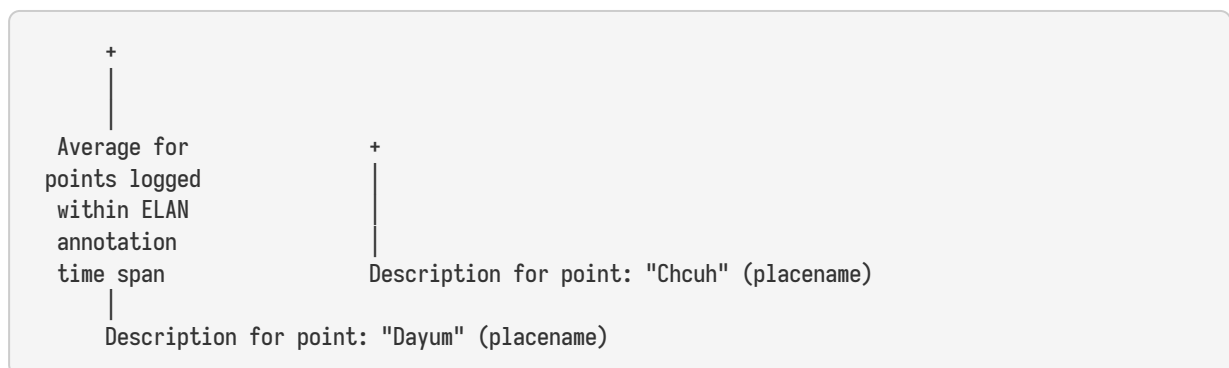 +
Average for +
points logged
within ELAN
annotation
time span Description for point: "Chcuh" (placename)
Description for point: "Dayum" (placename)